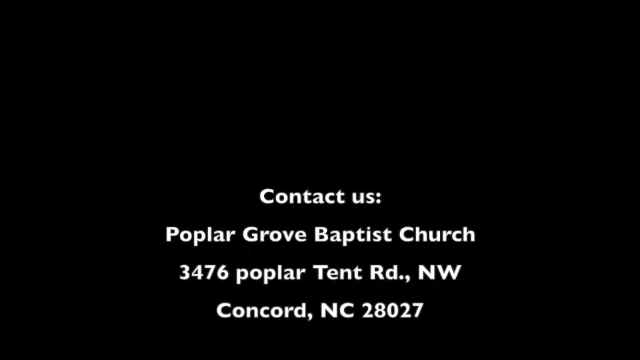 Contact us:
Poplar Grove Baptist Church
3476 poplar Tent Rd., NW
Concord, NC 28027